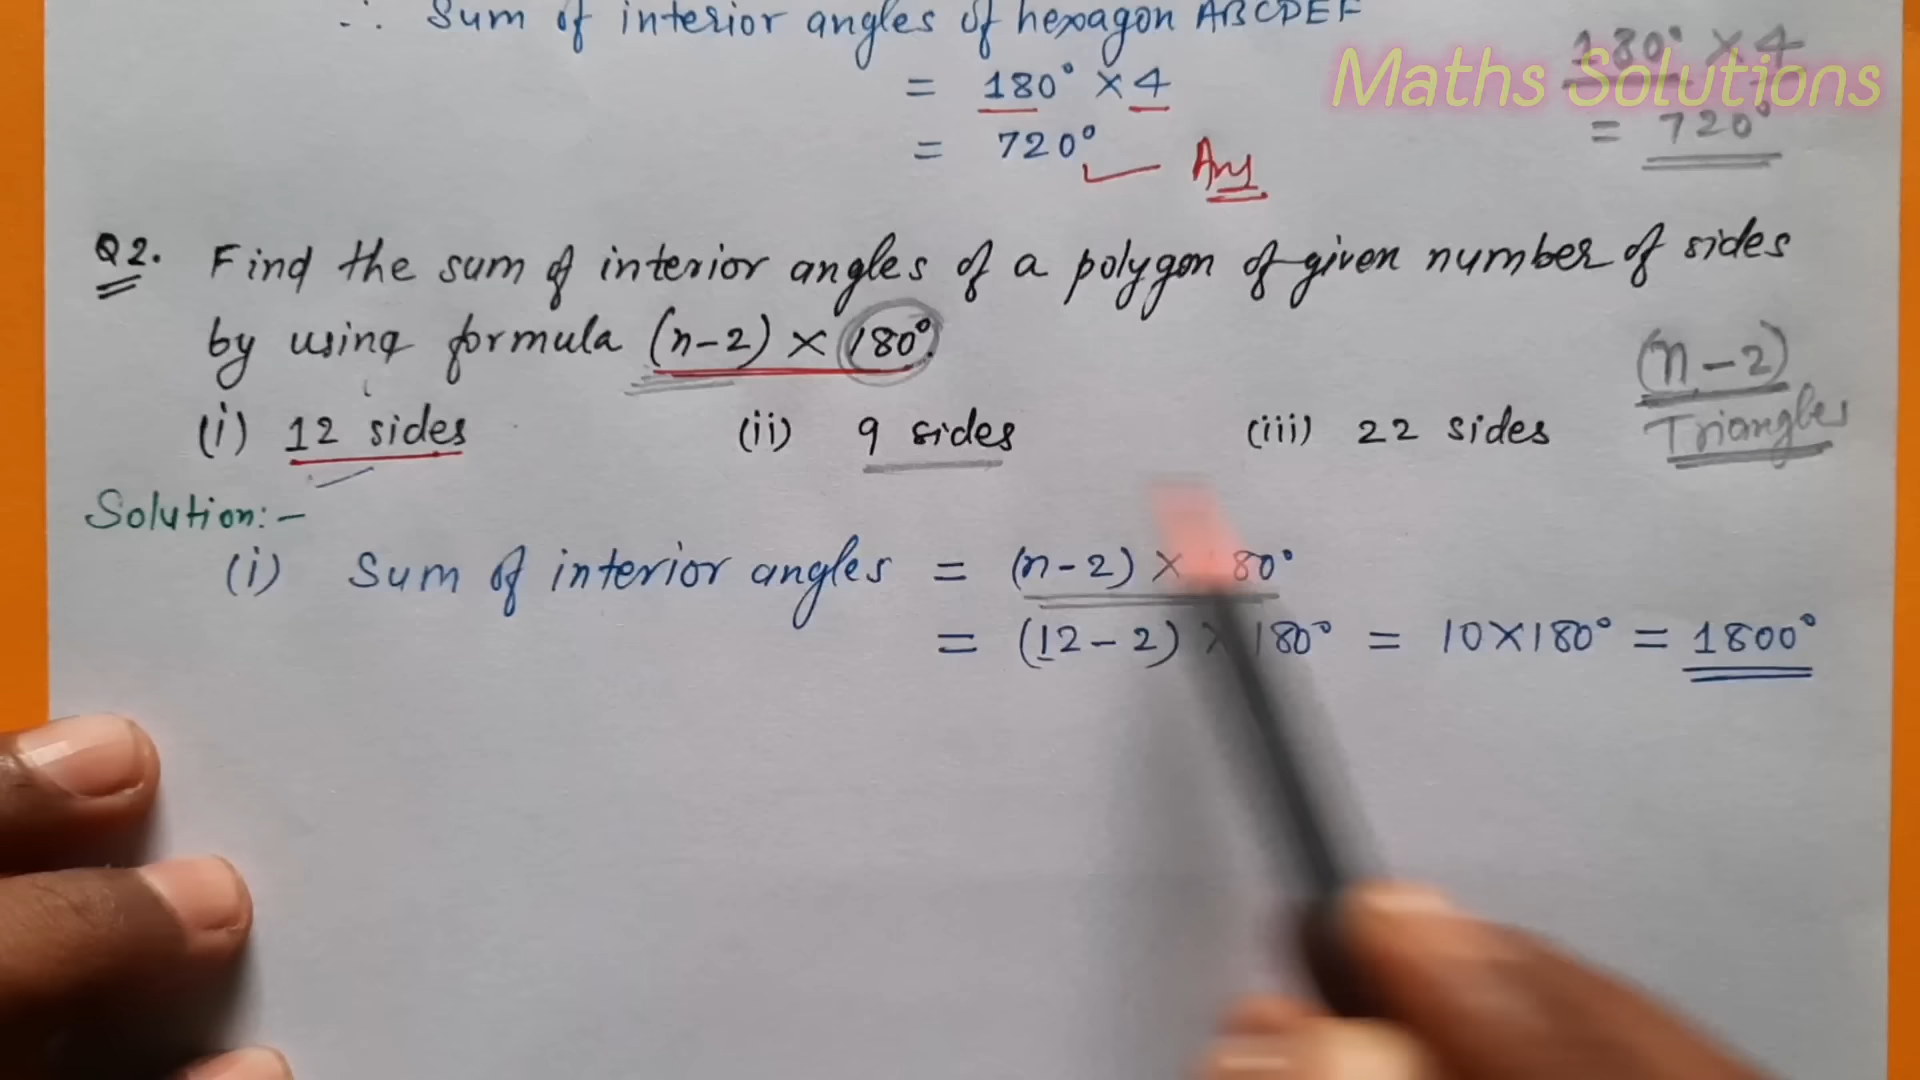 ∴ Sum of interior angles of hexagon ABCDEF
= 180° × 4
= 720° Ans
180° × 4
= 720°
Maths Solutions
Q2. Find the sum of interior angles of a polygon of given number of sides
by using formula (n-2) × 180°.
(n-2)
Triangles
(i) 12 sides (ii) 9 sides (iii) 22 sides
Solution:-
(i) Sum of interior angles = (n-2) × 80°
= (12-2) × 180° = 10×180° = 1800°